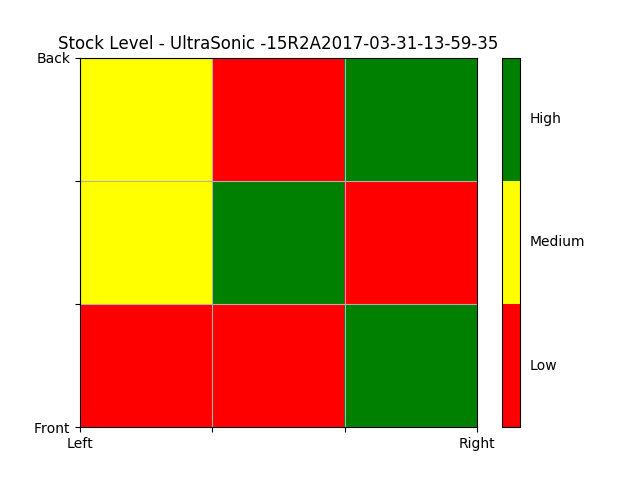 Stock Level - UltraSonic -15R2A2017-03-31-13-59-35
Back
High
Medium
Low
Front
Left
Right